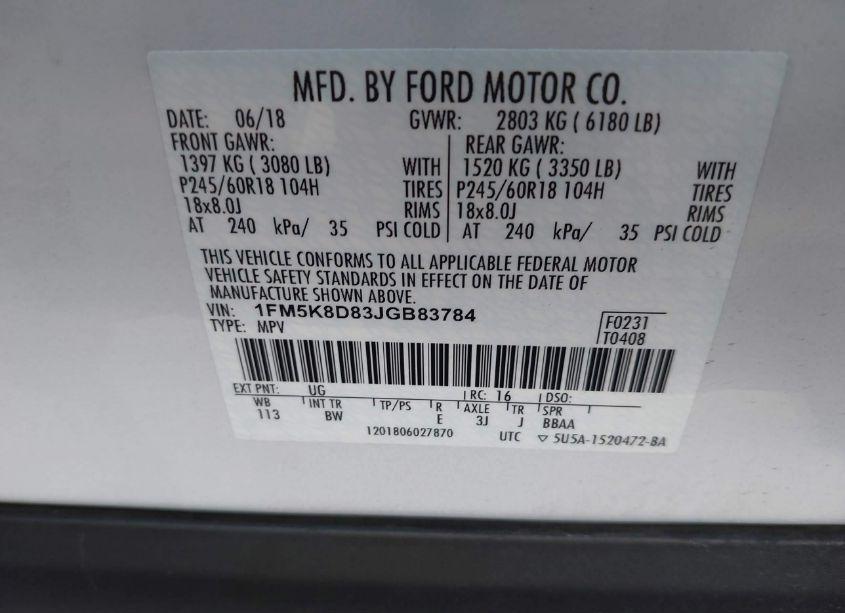 MFD. BY FORD MOTOR CO.
DATE: 06/18 GVWR: 2803 KG ( 6180 LB)
FRONT GAWR: REAR GAWR:
1397 KG ( 3080 LB) WITH 1520 KG ( 3350 LB) WITH
P245/60R18 104H TIRES P245/60R18 104H TIRES
18x8.0J RIMS 18x8.0J RIMS
AT 240 kPa/ 35 PSI COLD AT 240 kPa/ 35 PSI COLD
THIS VEHICLE CONFORMS TO ALL APPLICABLE FEDERAL MOTOR
VEHICLE SAFETY STANDARDS IN EFFECT ON THE DATE OF
MANUFACTURE SHOWN ABOVE.
VIN: 1FM5K8D83JGB83784 F0231
TYPE: MPV T0408
EXT PNT: UG RC: 16 DSO:
WB INT TR TP/PS R AXLE TR SPR
113 BW E 3J J BBAA
1201806027870 UTC ▽ 5U5A-1520472-BA